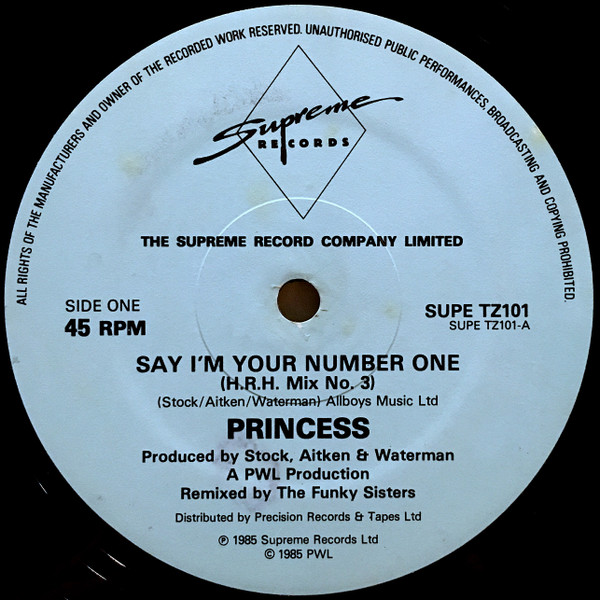 ALL RIGHTS OF THE MANUFACTURERS AND OWNER OF THE RECORDED WORK RESERVED. UNAUTHORISED PUBLIC PERFORMANCES, BROADCASTING AND COPYING PROHIBITED.
Supreme
RECORDS
THE SUPREME RECORD COMPANY LIMITED
SIDE ONE
45 RPM
SUPE TZ101
SUPE TZ101-A
SAY I'M YOUR NUMBER ONE
(H.R.H. Mix No. 3)
(Stock/Aitken/Waterman) Allboys Music Ltd
PRINCESS
Produced by Stock, Aitken & Waterman
A PWL Production
Remixed by The Funky Sisters
Distributed by Precision Records & Tapes Ltd
℗ 1985 Supreme Records Ltd
© 1985 PWL